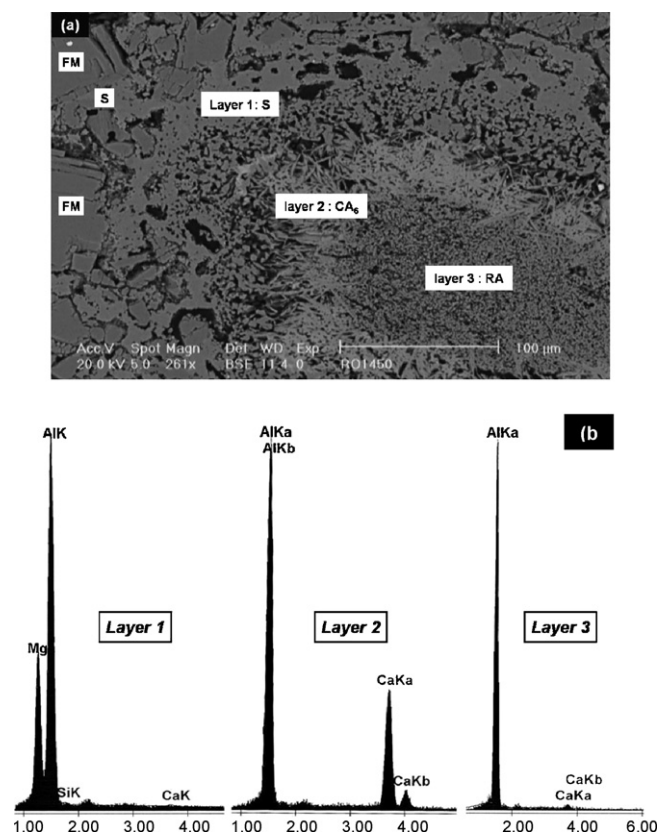 (a)
FM
S
Layer 1 : S
FM
layer 2 : CA₆
layer 3 : RA
Acc.V Spot Magn Det WD Exp
20.0 kV 5.0 261x BSE 11.4 0 RO1450
100 µm
(b
AlK
AlKa
AlKb
AlKa
Layer 1
Layer 2
Layer 3
Mg
CaKa
SiK
CaK
CaKb
CaKb
CaKa
1.00 2.00 3.00 4.00
1.00 2.00 3.00 4.00
2.00 4.00 6.00